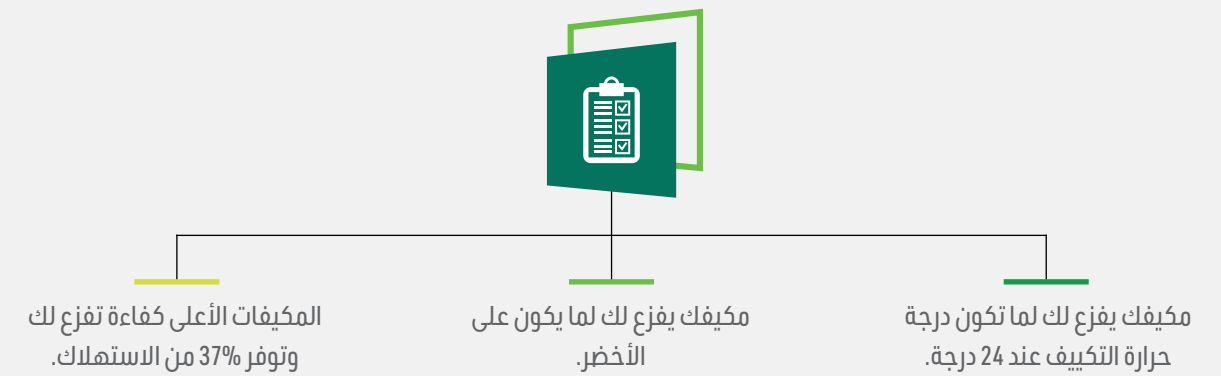 مكيفك يفزع لك لما تكون درجة
حرارة التكييف عند 24 درجة.
مكيفك يفزع لك لما يكون على
الأخضر.
المكيفات الأعلى كفاءة تفزع لك
وتوفر 37% من الاستهلاك.